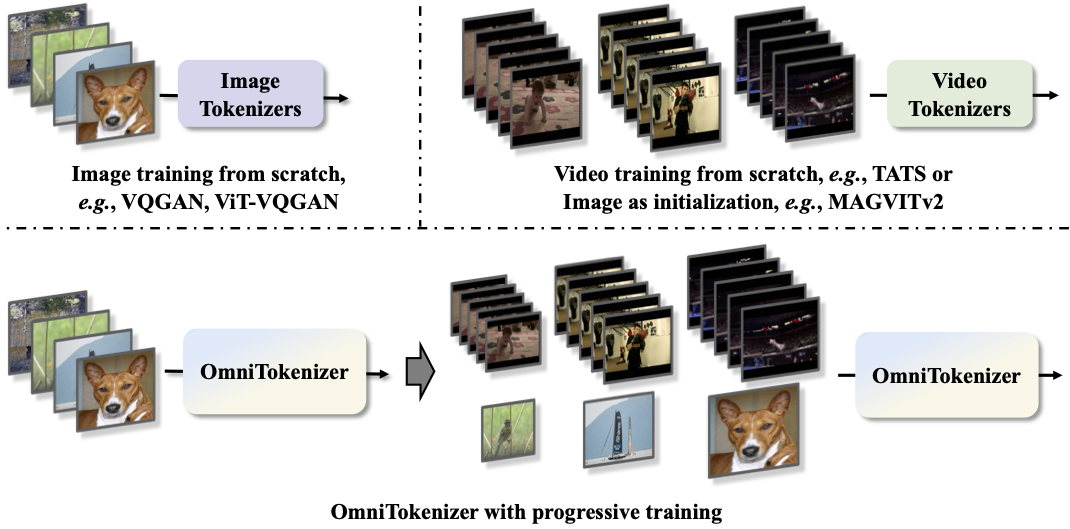 Image
Tokenizers
Image training from scratch,
e.g., VQGAN, ViT-VQGAN
Video
Tokenizers
Video training from scratch, e.g., TATS or
Image as initialization, e.g., MAGVITv2
OmniTokenizer
OmniTokenizer
OmniTokenizer with progressive training